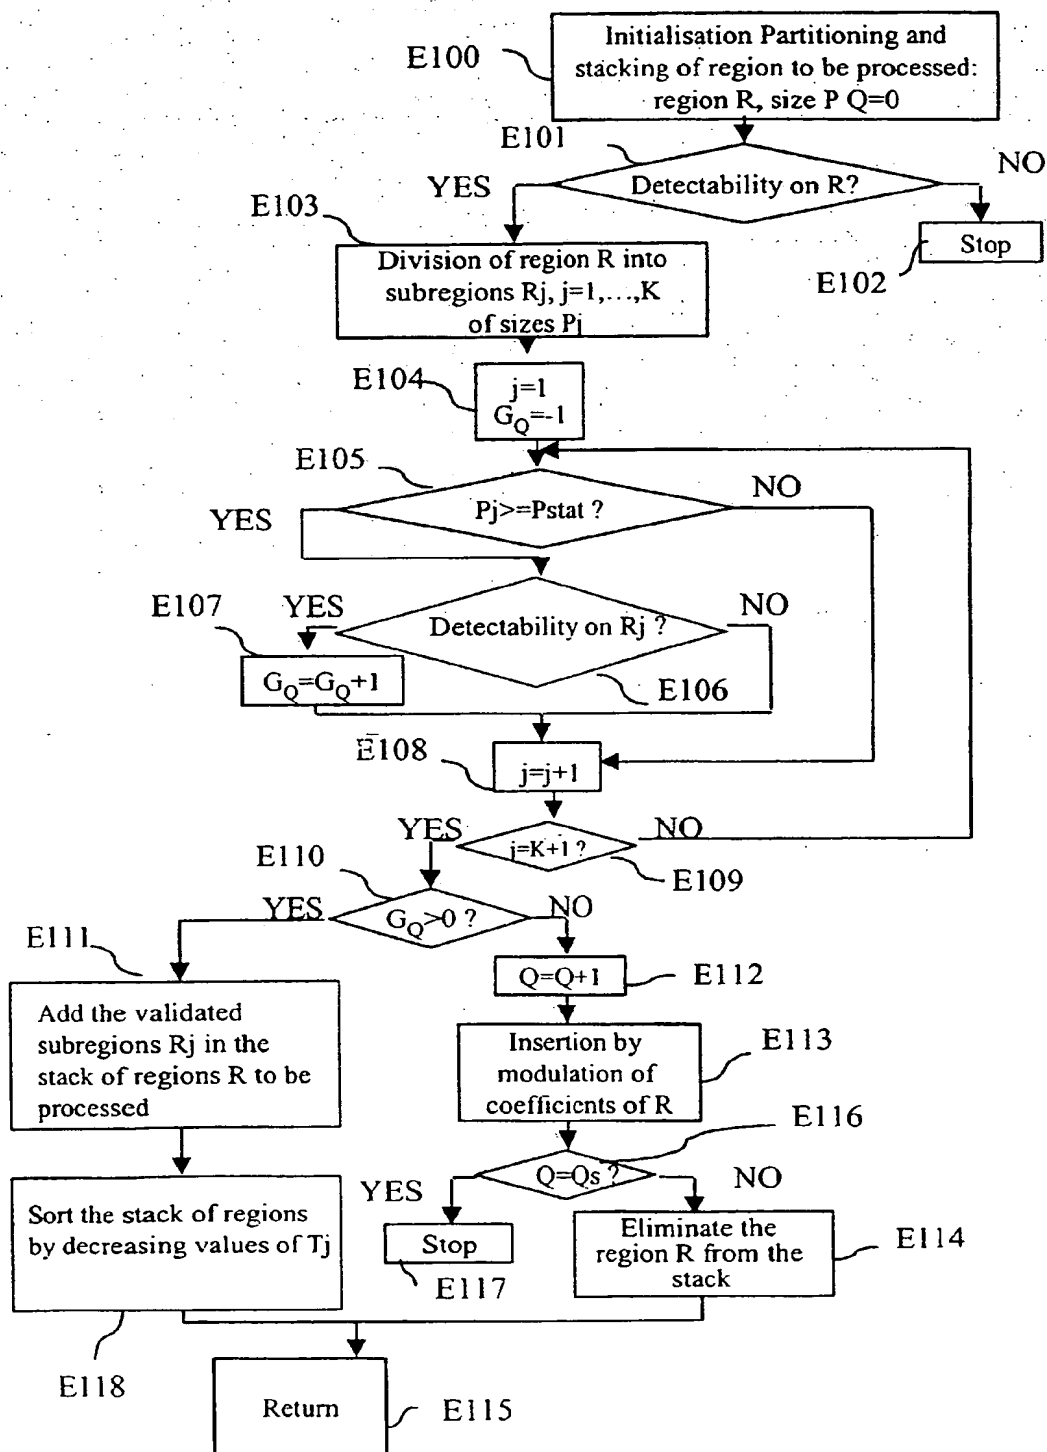 Initialisation Partitioning and
stacking of region to be processed:
region R, size P Q=0
E100
E101
Detectability on R?
YES
NO
Stop
E102
E103
Division of region R into
subregions Rj, j=1,...,K
of sizes Pj
E104
j=1
GQ=-1
E105
Pj>=Pstat ?
YES
NO
E107
YES
Detectability on Rj ?
NO
GQ=GQ+1
E106
E108
j=j+1
YES
j=K+1 ?
NO
E109
E110
YES
GQ>0 ?
NO
E111
Q=Q+1
E112
Add the validated
subregions Rj in the
stack of regions R to be
processed
Insertion by
modulation of
coefficients of R
E113
E116
Q=Qs ?
YES
NO
Sort the stack of regions
by decreasing values of Tj
Stop
E117
Eliminate the
region R from the
stack
E114
E118
Return
E115